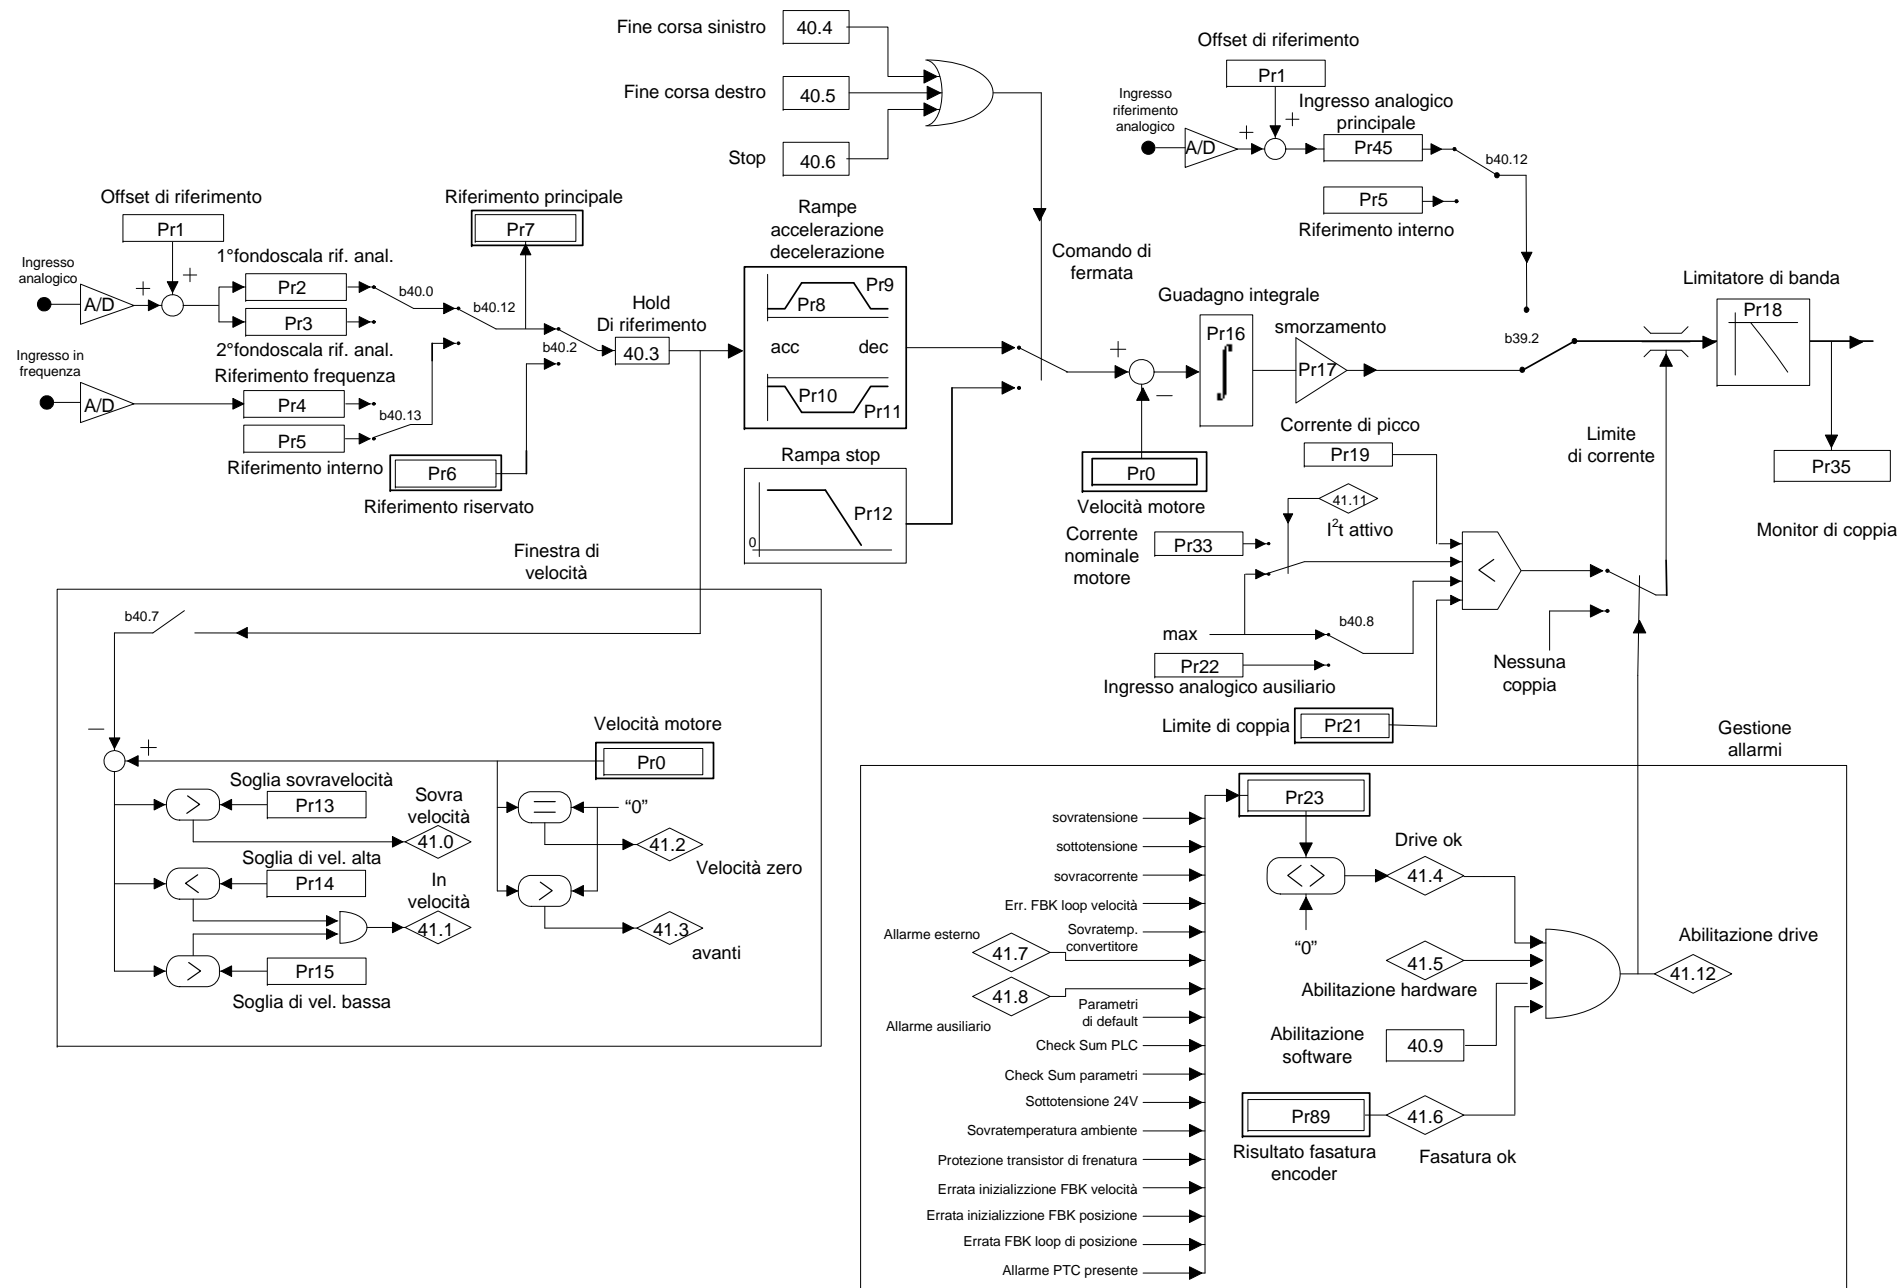 Fine corsa sinistro
40.4
Fine corsa destro
40.5
Stop
40.6
Offset di riferimento
Pr1
Ingresso
riferimento
analogico
A/D
+
+
Ingresso analogico
principale
Pr45
b40.12
Pr5
Riferimento interno
Offset di riferimento
Pr1
Ingresso
analogico
A/D
+
+
1°fondoscala rif. anal.
Pr2
Pr3
2°fondoscala rif. anal.
b40.0
b40.12
Riferimento principale
Pr7
Ingresso in
frequenza
A/D
Riferimento frequenza
Pr4
Pr5
Riferimento interno
b40.13
Pr6
Riferimento riservato
b40.2
Hold
Di riferimento
40.3
Rampe
accelerazione
decelerazione
Pr8
Pr9
acc
dec
Pr10
Pr11
Rampa stop
Pr12
0
Comando di
fermata
+
–
Pr0
Velocità motore
Guadagno integrale
Pr16
∫
smorzamento
Pr17
b39.2
Limitatore di banda
Pr18
Pr35
Monitor di coppia
Limite
di corrente
Corrente di picco
Pr19
41.11
I²t attivo
Corrente
nominale
motore
Pr33
<
max
b40.8
Pr22
Ingresso analogico ausiliario
Limite di coppia
Pr21
Nessuna
coppia
Finestra di
velocità
b40.7
–
+
Velocità motore
Pr0
Soglia sovravelocità
>
Pr13
Sovra
velocità
41.0
Soglia di vel. alta
<
Pr14
In
velocità
41.1
>
Pr15
Soglia di vel. bassa
=
“0”
41.2
Velocità zero
>
41.3
avanti
Gestione
allarmi
Pr23
sovratensione
sottotensione
sovracorrente
Err. FBK loop velocità
Sovratemp.
convertitore
Allarme esterno
41.7
41.8
Allarme ausiliario
Parametri
di default
Check Sum PLC
Check Sum parametri
Sottotensione 24V
Sovratemperatura ambiente
Protezione transistor di frenatura
Errata inizializzione FBK velocità
Errata inizializzione FBK posizione
Errata FBK loop di posizione
Allarme PTC presente
< >
“0”
Drive ok
41.4
41.5
Abilitazione hardware
Abilitazione
software
40.9
Pr89
Risultato fasatura
encoder
41.6
Fasatura ok
Abilitazione drive
41.12